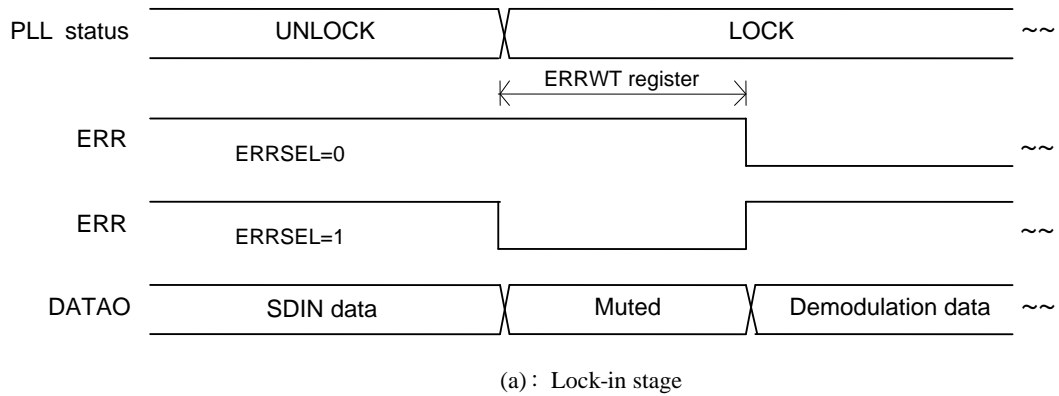 PLL status UNLOCK LOCK ~~
ERRWT register
ERR ERRSEL=0 ~~
ERR ERRSEL=1 ~~
DATAO SDIN data Muted Demodulation data ~~
(a): Lock-in stage